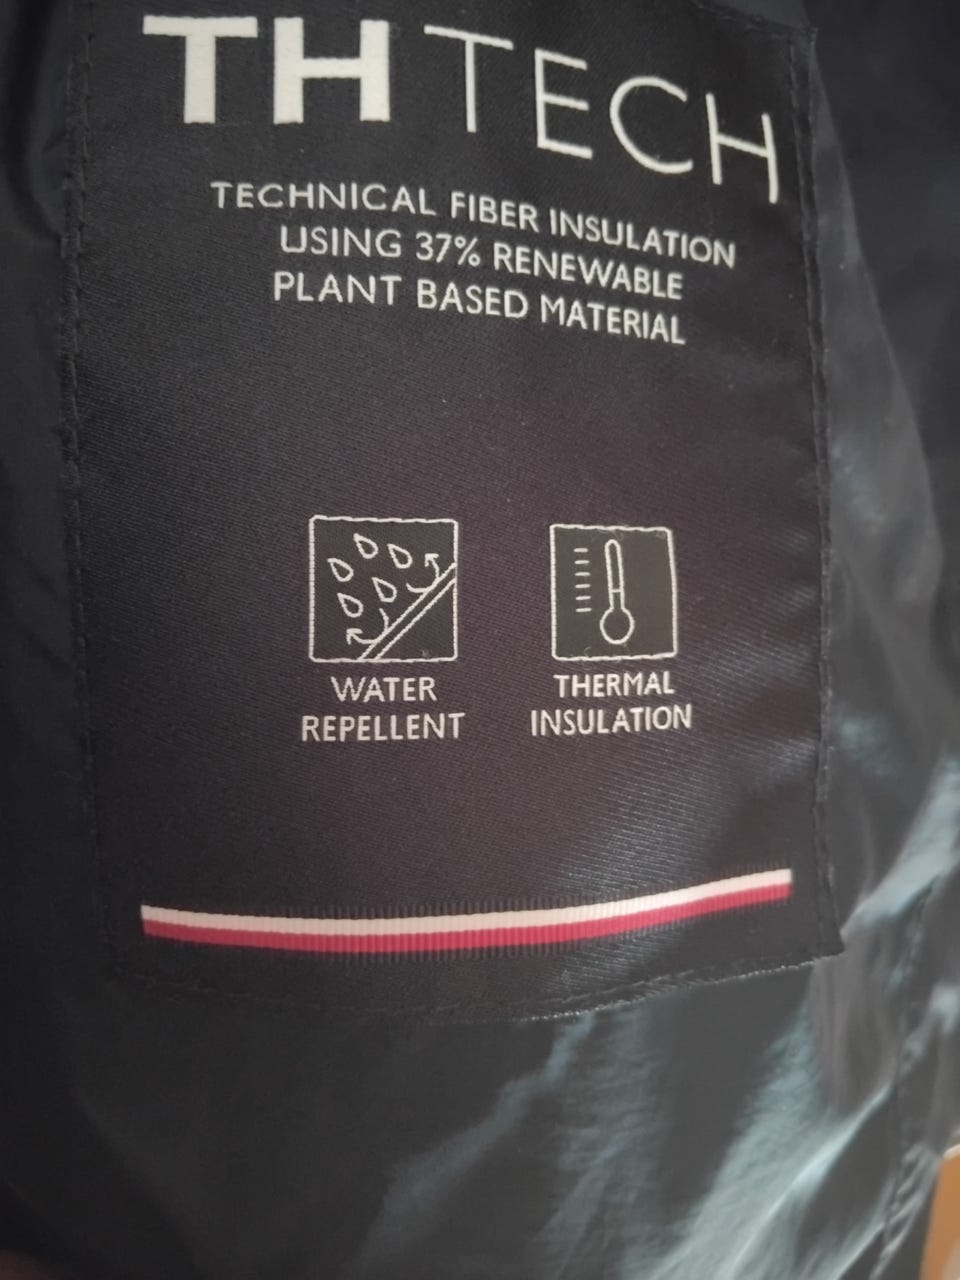 TH TECH
TECHNICAL FIBER INSULATION
USING 37% RENEWABLE
PLANT BASED MATERIAL
WATER
REPELLENT
THERMAL
INSULATION